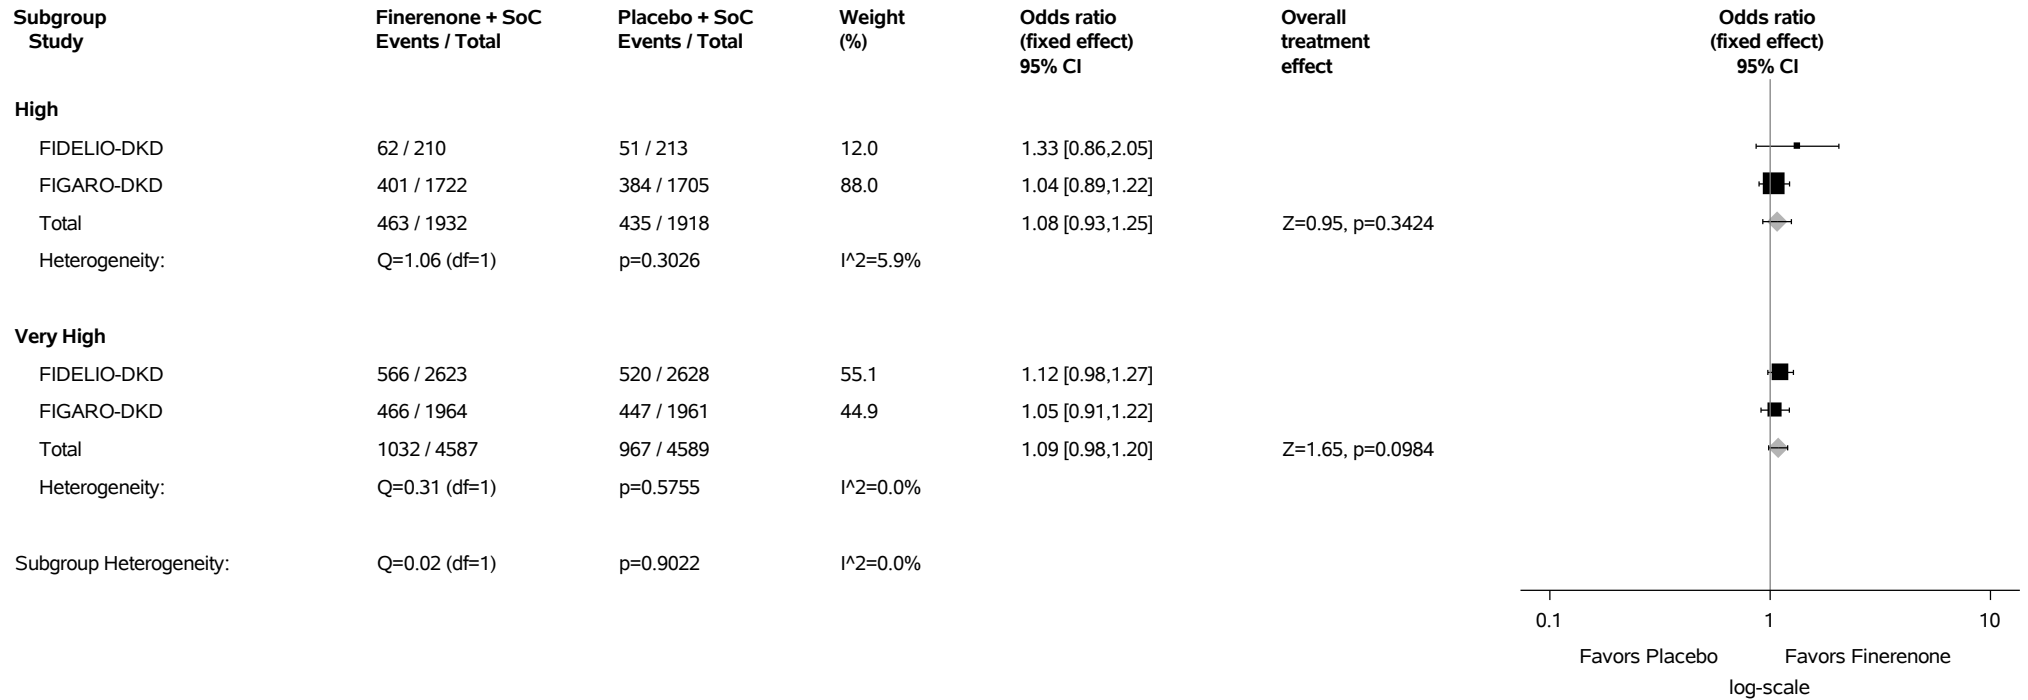 Subgroup Finerenone + SoC Placebo + SoC Weight Odds ratio Overall Odds ratio
Study Events / Total Events / Total (%) (fixed effect) treatment (fixed effect)
95% CI effect 95% CI
High
FIDELIO-DKD 62 / 210 51 / 213 12.0 1.33 [0.86,2.05]
FIGARO-DKD 401 / 1722 384 / 1705 88.0 1.04 [0.89,1.22]
Total 463 / 1932 435 / 1918 1.08 [0.93,1.25] Z=0.95, p=0.3424
Heterogeneity: Q=1.06 (df=1) p=0.3026 I^2=5.9%
Very High
FIDELIO-DKD 566 / 2623 520 / 2628 55.1 1.12 [0.98,1.27]
FIGARO-DKD 466 / 1964 447 / 1961 44.9 1.05 [0.91,1.22]
Total 1032 / 4587 967 / 4589 1.09 [0.98,1.20] Z=1.65, p=0.0984
Heterogeneity: Q=0.31 (df=1) p=0.5755 I^2=0.0%
Subgroup Heterogeneity: Q=0.02 (df=1) p=0.9022 I^2=0.0%
0.1 1 10
Favors Placebo Favors Finerenone
log-scale